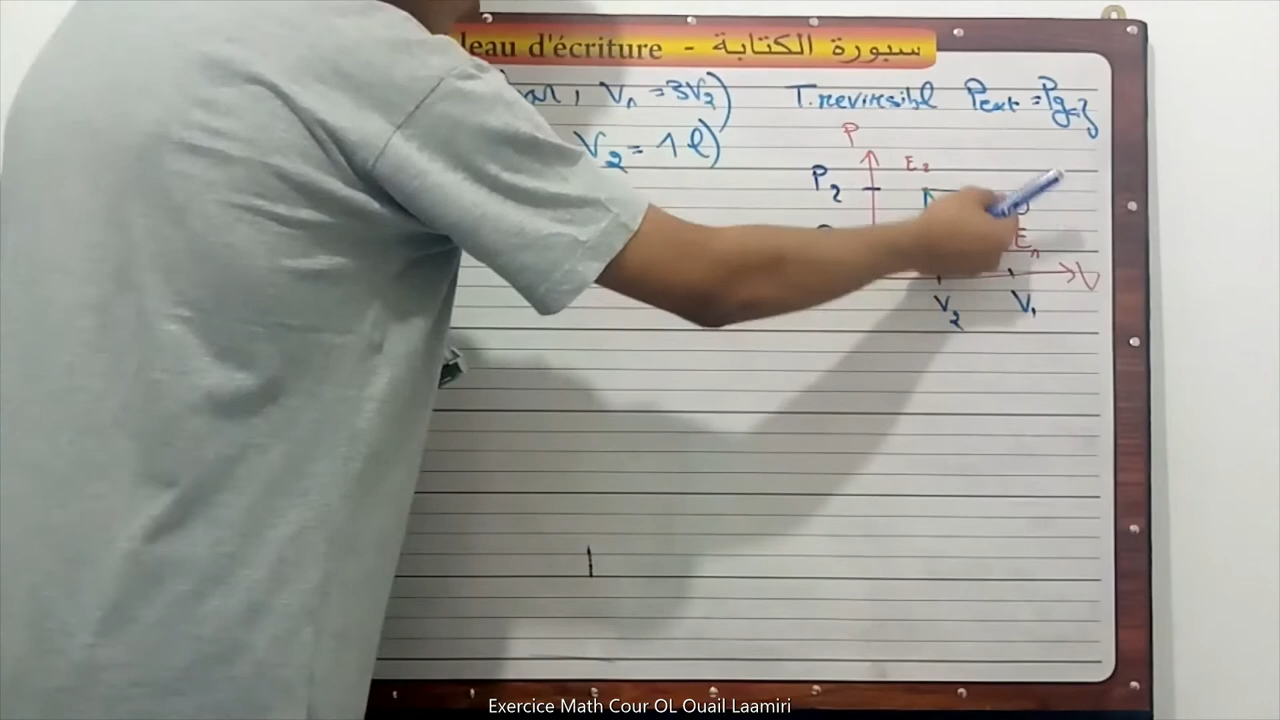 leau d'écriture - سبورة الكتابة
, V₁ = 3V₂)
V₂ = 1 l)
T.reversibl Pext = Pgaz
P
E₂
P₂
E₁
V
V₂ V₁
Exercice Math Cour OL Ouail Laamiri